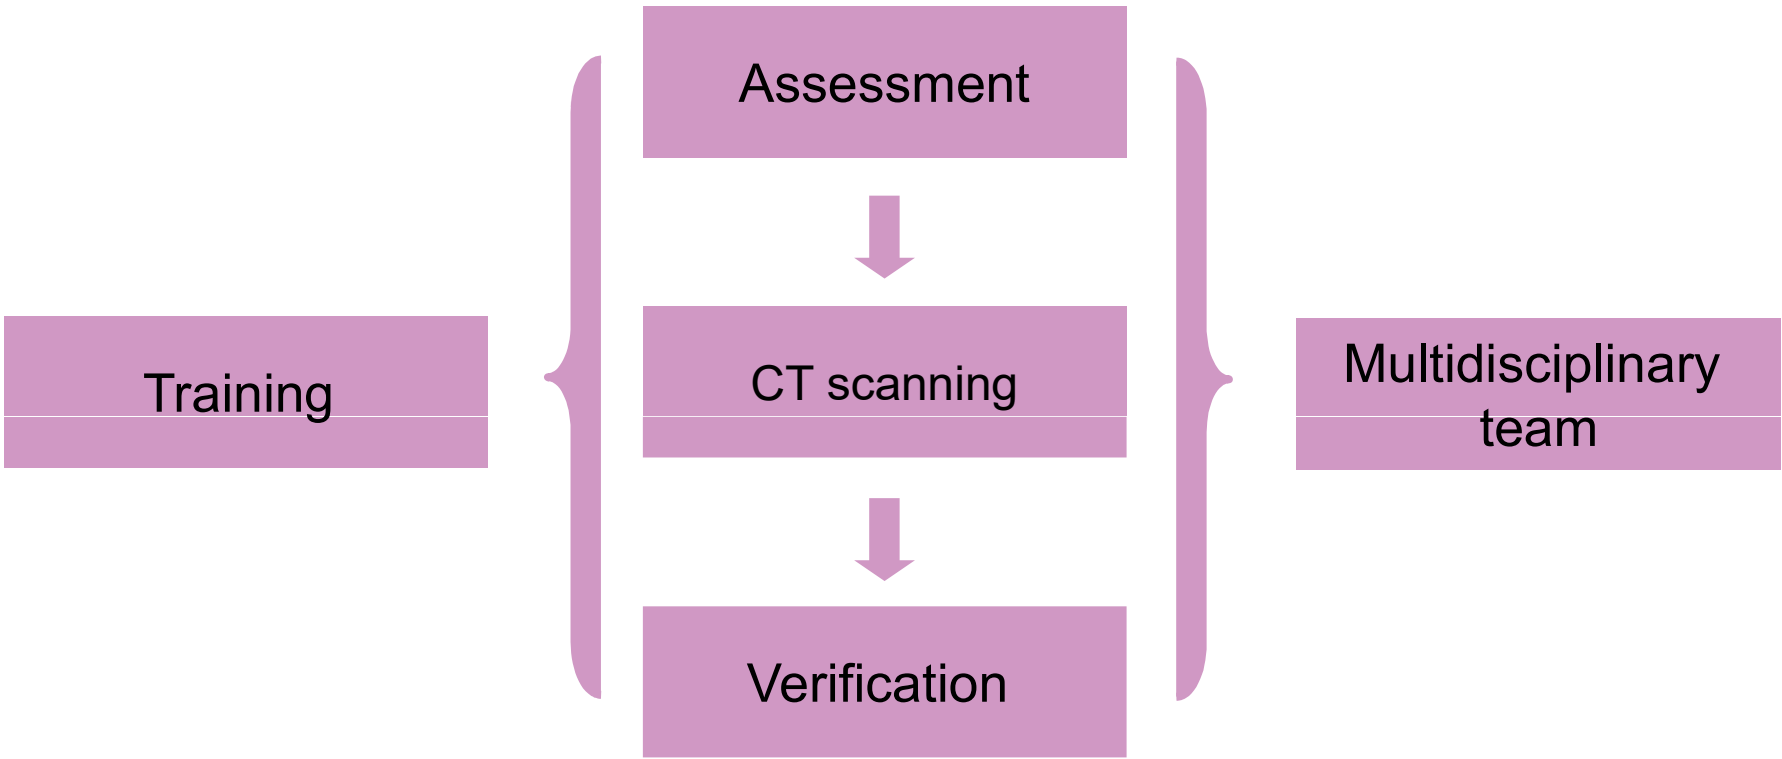 Assessment
Training
CT scanning
Multidisciplinary
team
Verification